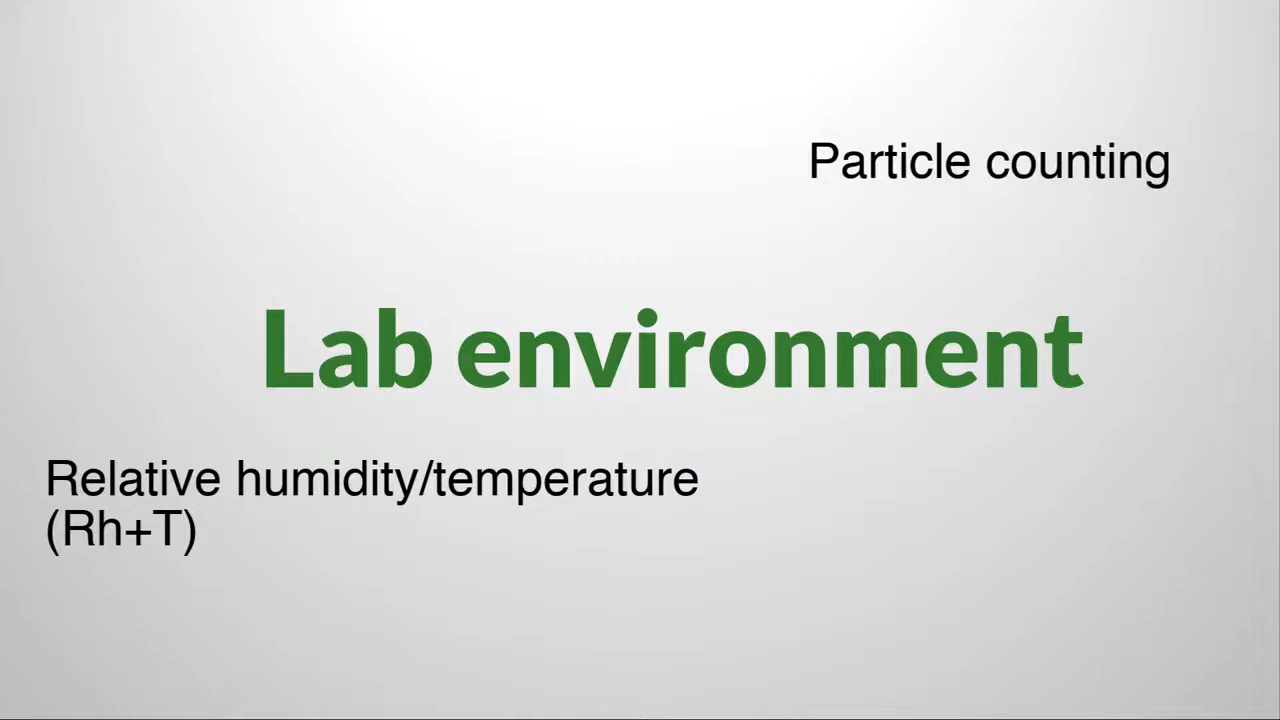 Particle counting
Lab environment
Relative humidity/temperature
(Rh+T)